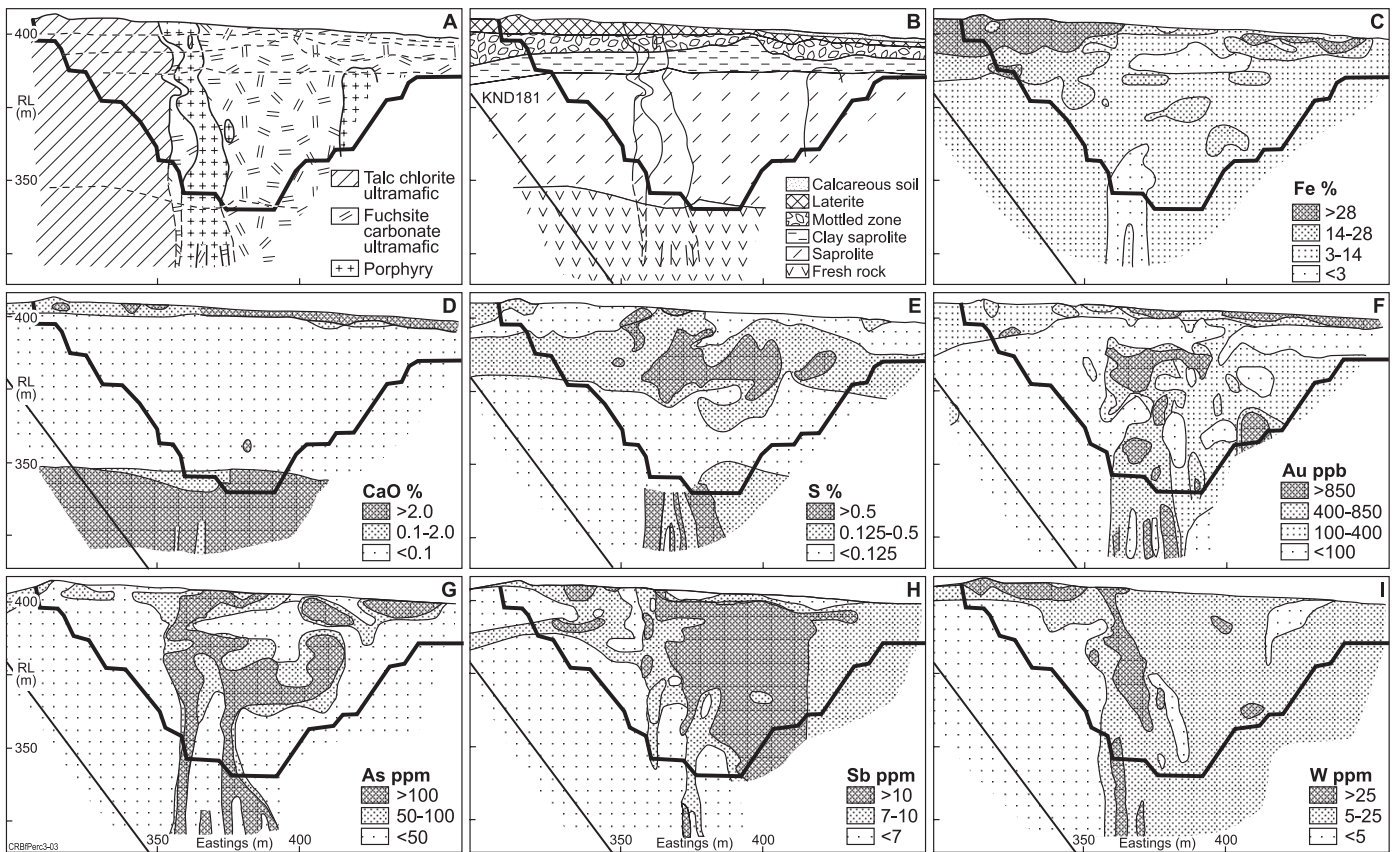 A
400
RL
(m)
350
Talc chlorite
ultramafic
Fuchsite
carbonate
ultramafic
Porphyry
B
KND181
Calcareous soil
Laterite
Mottled zone
Clay saprolite
Saprolite
Fresh rock
400
C
Fe %
>28
14-28
3-14
<3
D
400
RL
(m)
350
CaO %
>2.0
0.1-2.0
<0.1
400
E
S %
>0.5
0.125-0.5
<0.125
F
Au ppb
>850
400–850
100–400
<100
G
400
RL
(m)
350
As ppm
>100
50-100
<50
350 Eastings (m) 400
CRBfPerc3-03
H
Sb ppm
>10
7-10
<7
350 Eastings (m) 400
I
W ppm
>25
5-25
<5
350 Eastings (m) 400